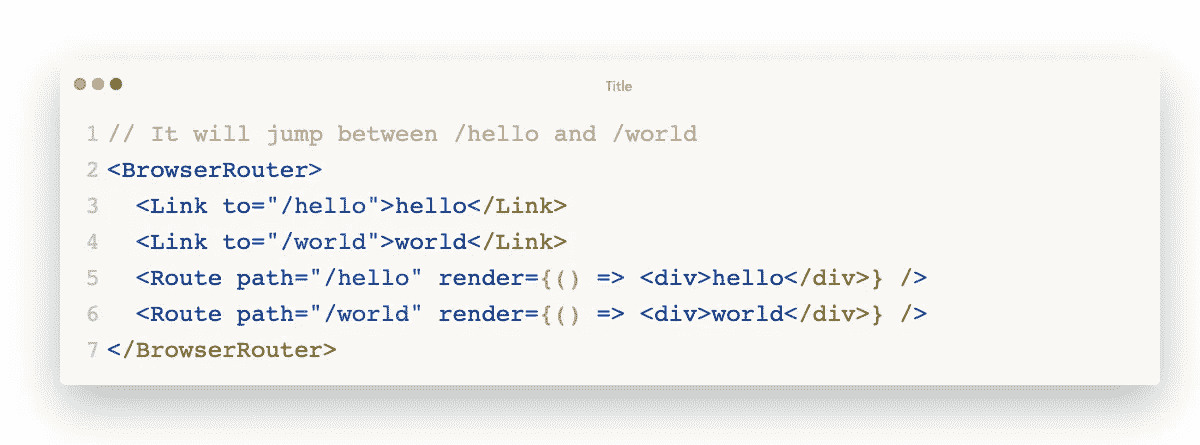 Title
1 // It will jump between /hello and /world
2 <BrowserRouter>
3   <Link to="/hello">hello</Link>
4   <Link to="/world">world</Link>
5   <Route path="/hello" render={() => <div>hello</div>} />
6   <Route path="/world" render={() => <div>world</div>} />
7 </BrowserRouter>